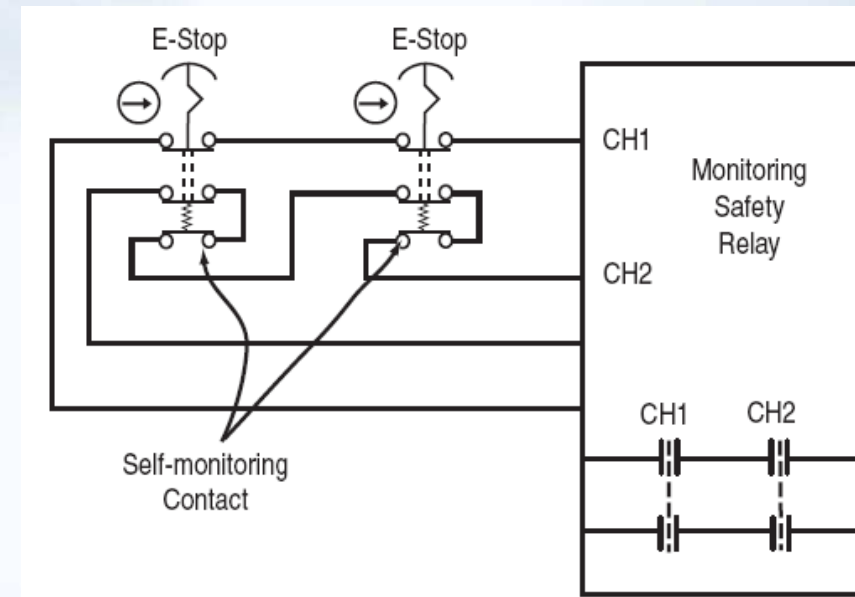 E-Stop
E-Stop
CH1
Monitoring
Safety
Relay
CH2
CH1
CH2
Self-monitoring
Contact